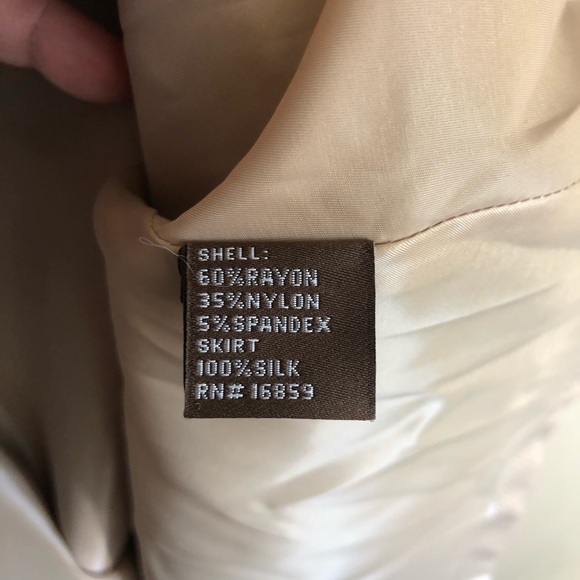 SHELL:
60%RAYON
35%NYLON
5%SPANDEX
SKIRT
100%SILK
RN# 16859